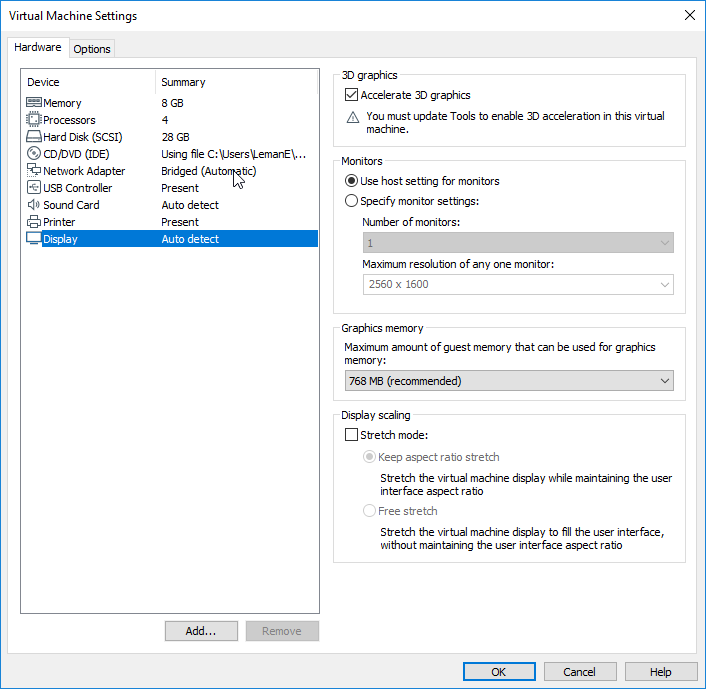 Virtual Machine Settings
Hardware
Options
Device Summary
Memory 8 GB
Processors 4
Hard Disk (SCSI) 28 GB
CD/DVD (IDE) Using file C:\Users\LemanE\...
Network Adapter Bridged (Automatic)
USB Controller Present
Sound Card Auto detect
Printer Present
Display Auto detect
Add...
Remove
3D graphics
Accelerate 3D graphics
You must update Tools to enable 3D acceleration in this virtual
machine.
Monitors
Use host setting for monitors
Specify monitor settings:
Number of monitors:
1
Maximum resolution of any one monitor:
2560 x 1600
Graphics memory
Maximum amount of guest memory that can be used for graphics
memory:
768 MB (recommended)
Display scaling
Stretch mode:
Keep aspect ratio stretch
Stretch the virtual machine display while maintaining the user
interface aspect ratio
Free stretch
Stretch the virtual machine display to fill the user interface,
without maintaining the user interface aspect ratio
OK
Cancel
Help